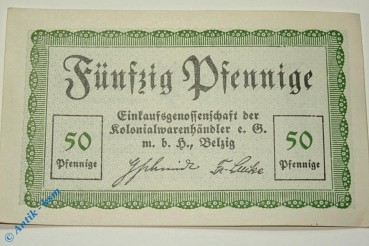 Fünfzig Pfennige
Einkaufsgenossenschaft der
Kolonialwarenhändler e. G.
m. b. H., Belzig
50
Pfennige
50
Pfennige